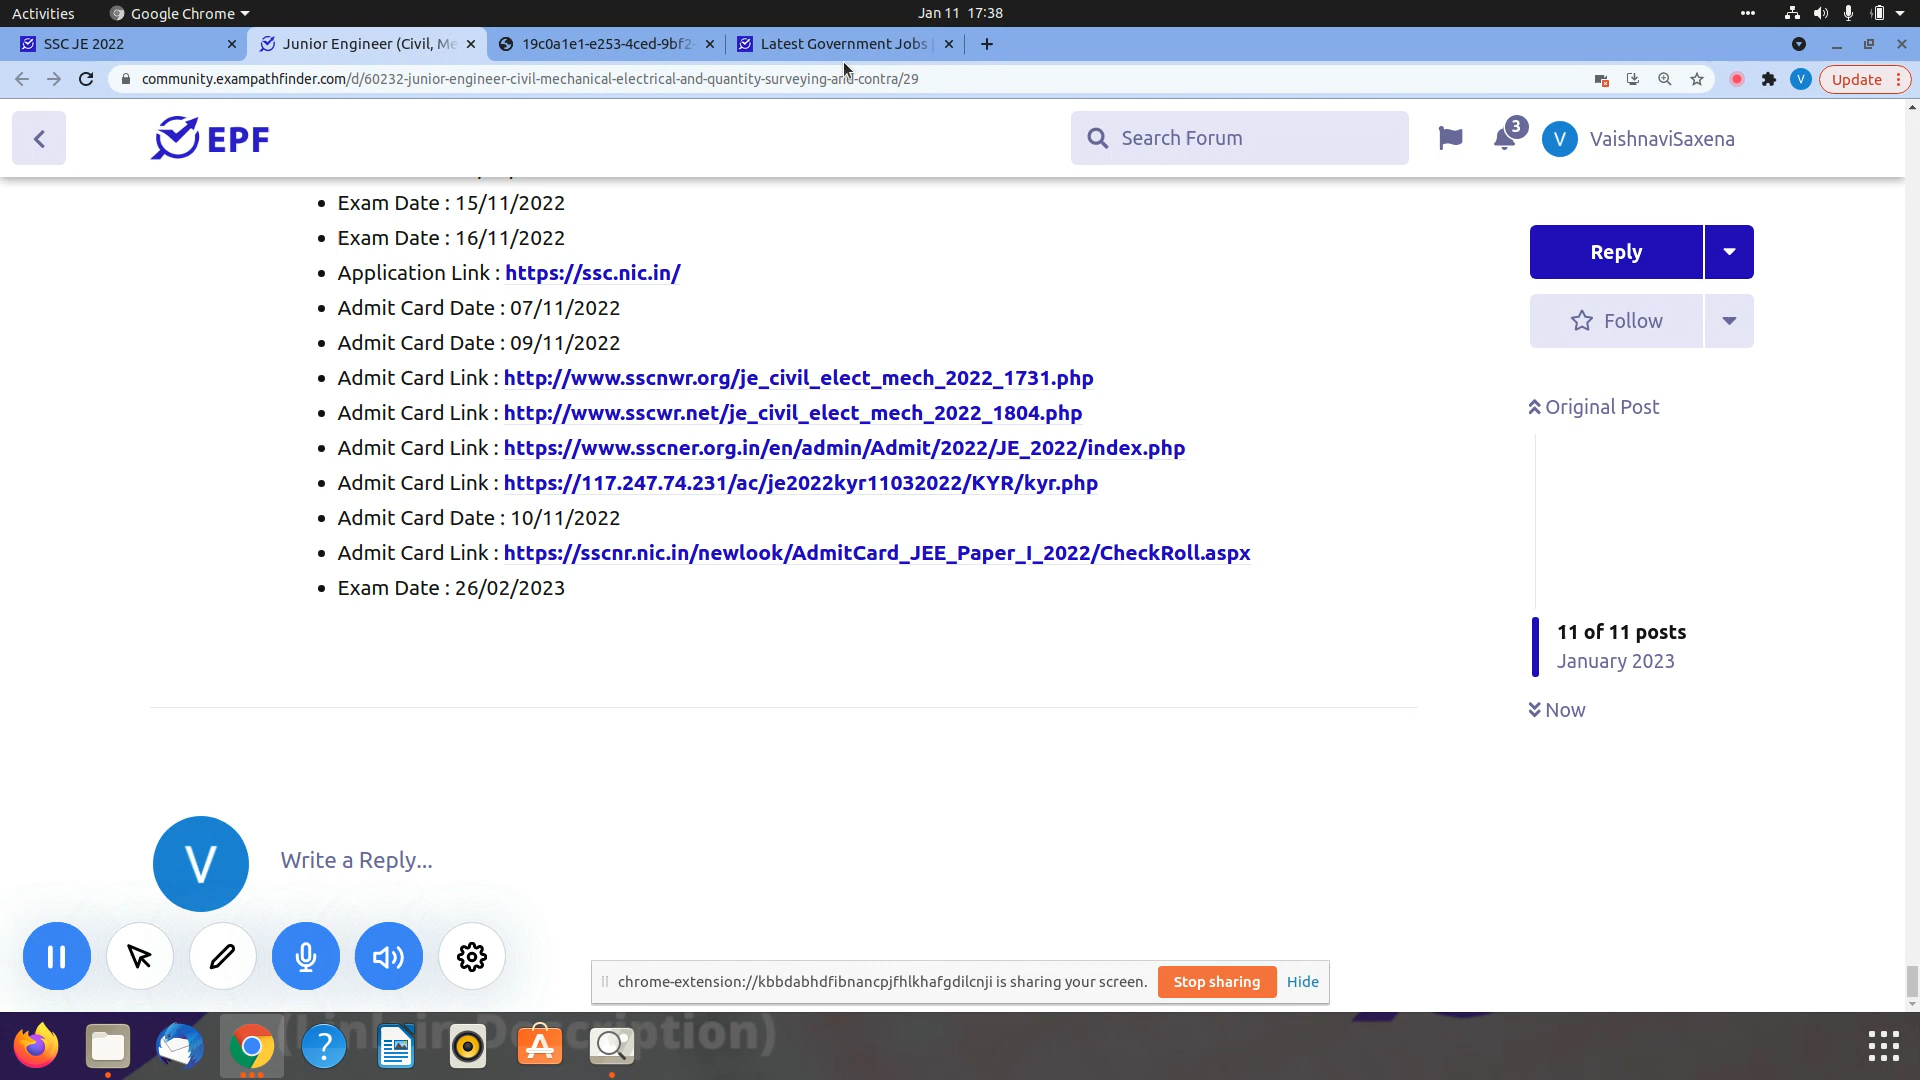 Activities
Google Chrome
Jan 11 17:38
SSC JE 2022
Junior Engineer (Civil, Me
19c0a1e1-e253-4ced-9bf2-
Latest Government Jobs
community.exampathfinder.com/d/60232-junior-engineer-civil-mechanical-electrical-and-quantity-surveying-and-contra/29
V
Update
EPF
Search Forum
3
V
VaishnaviSaxena
Exam Date : 15/11/2022
Exam Date : 16/11/2022
Application Link : https://ssc.nic.in/
Admit Card Date : 07/11/2022
Admit Card Date : 09/11/2022
Admit Card Link : http://www.sscnwr.org/je_civil_elect_mech_2022_1731.php
Admit Card Link : http://www.sscwr.net/je_civil_elect_mech_2022_1804.php
Admit Card Link : https://www.sscner.org.in/en/admin/Admit/2022/JE_2022/index.php
Admit Card Link : https://117.247.74.231/ac/je2022kyr11032022/KYR/kyr.php
Admit Card Date : 10/11/2022
Admit Card Link : https://sscnr.nic.in/newlook/AdmitCard_JEE_Paper_I_2022/CheckRoll.aspx
Exam Date : 26/02/2023
Reply
Follow
Original Post
11 of 11 posts
January 2023
Now
V
Write a Reply...
chrome-extension://kbbdabhdfibnancpjfhlkhafgdilcnji is sharing your screen.
Stop sharing
Hide
(Link in Description)